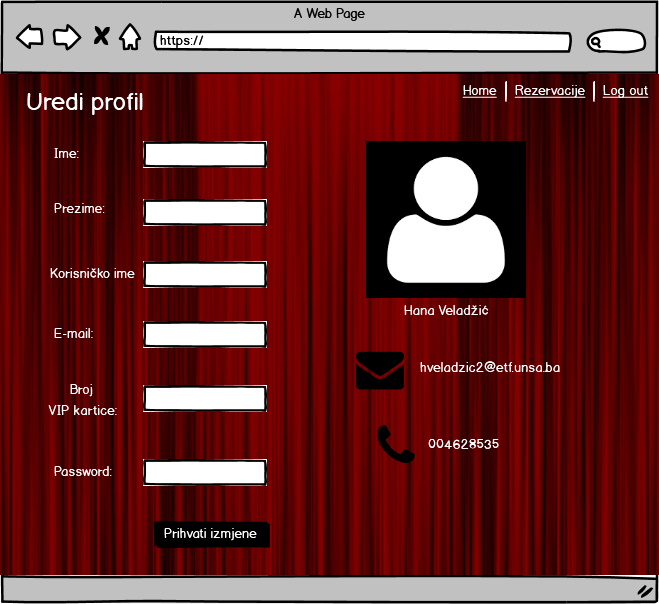 A Web Page
https://
Home
Rezervacije
Log out
Uredi profil
Ime:
Prezime:
Korisničko ime
E-mail:
Broj
VIP kartice:
Password:
Prihvati izmjene
Hana Veladžić
hveladzic2@etf.unsa.ba
004628535